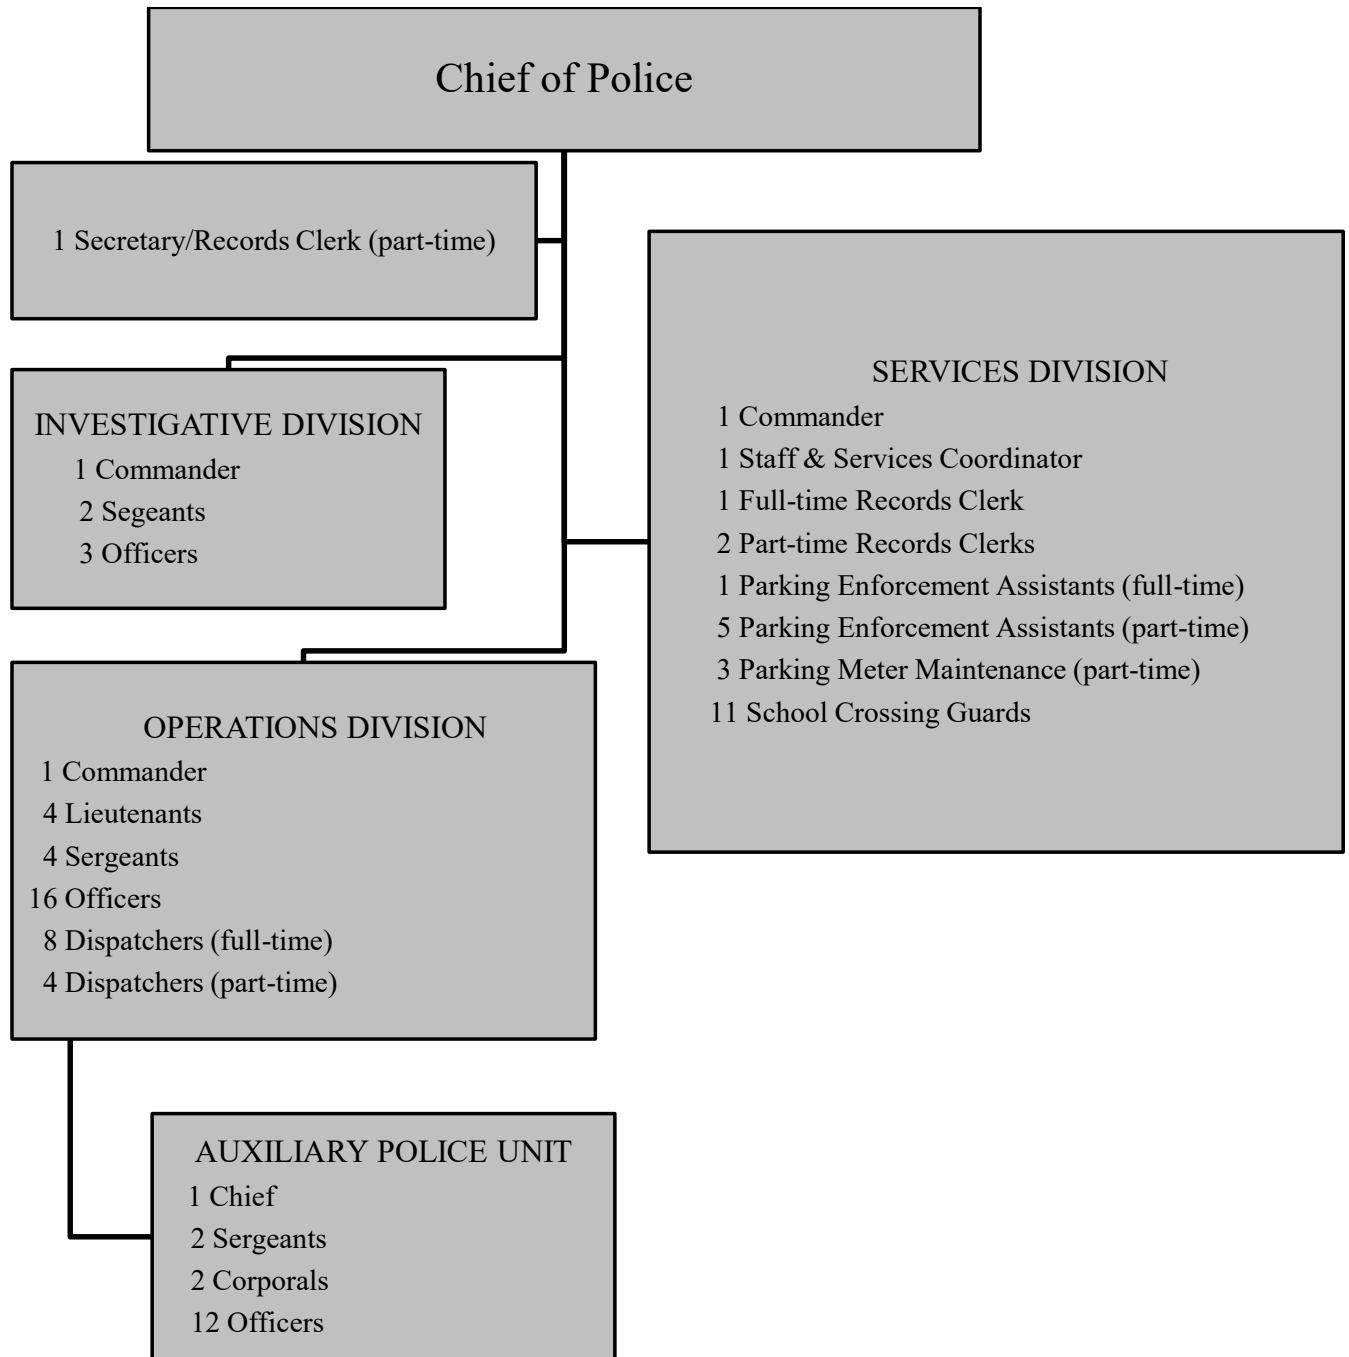 Chief of Police
1 Secretary/Records Clerk (part-time)
INVESTIGATIVE DIVISION
1 Commander
2 Segeants
3 Officers
SERVICES DIVISION
1 Commander
1 Staff & Services Coordinator
1 Full-time Records Clerk
2 Part-time Records Clerks
1 Parking Enforcement Assistants (full-time)
5 Parking Enforcement Assistants (part-time)
3 Parking Meter Maintenance (part-time)
11 School Crossing Guards
OPERATIONS DIVISION
1 Commander
4 Lieutenants
4 Sergeants
16 Officers
8 Dispatchers (full-time)
4 Dispatchers (part-time)
AUXILIARY POLICE UNIT
1 Chief
2 Sergeants
2 Corporals
12 Officers